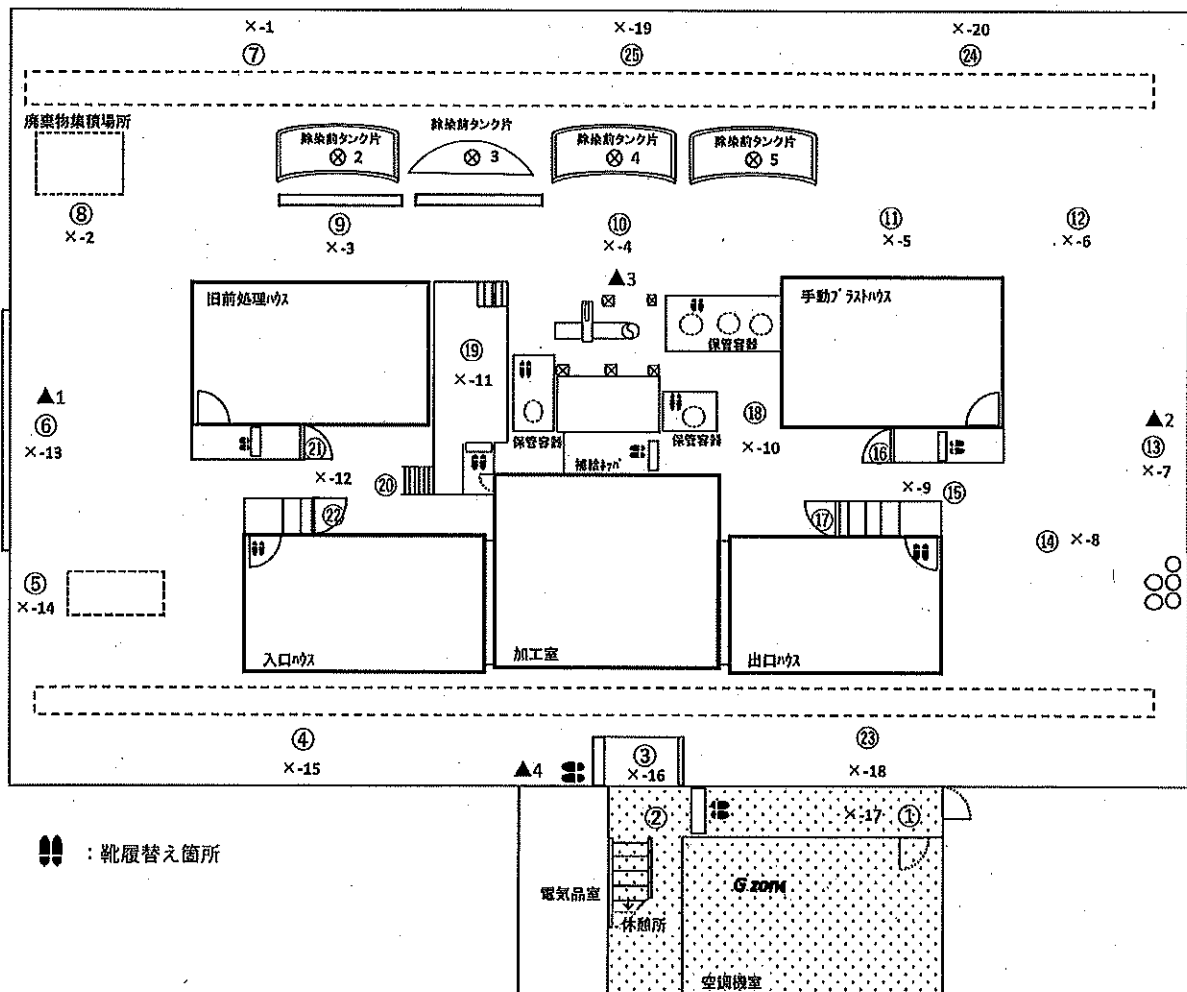 ×-1
×-19
×-20
⑦
㉕
㉔
廃棄物集積場所
除染前タンク片
除染前タンク片
除染前タンク片
除染前タンク片
⊗ 2
⊗ 3
⊗ 4
⊗ 5
⑧
×-2
⑨
×-3
⑩
×-4
⑪
×-5
⑫
×-6
▲3
旧前処理ハウス
手動ブラストハウス
保管容器
⑲
×-11
▲1
⑥
×-13
保管容器
保管容器
⑱
×-10
▲2
⑬
×-7
㉑
⑯
補給ホッパ
×-12
⑳
×-9
⑮
㉒
⑰
⑭ ×-8
⑤
×-14
入口ハウス
加工室
出口ハウス
④
×-15
▲4
③
×-16
㉓
×-18
②
×-17
①
：靴履替え箇所
電気品室
G zone
休憩所
空調機室